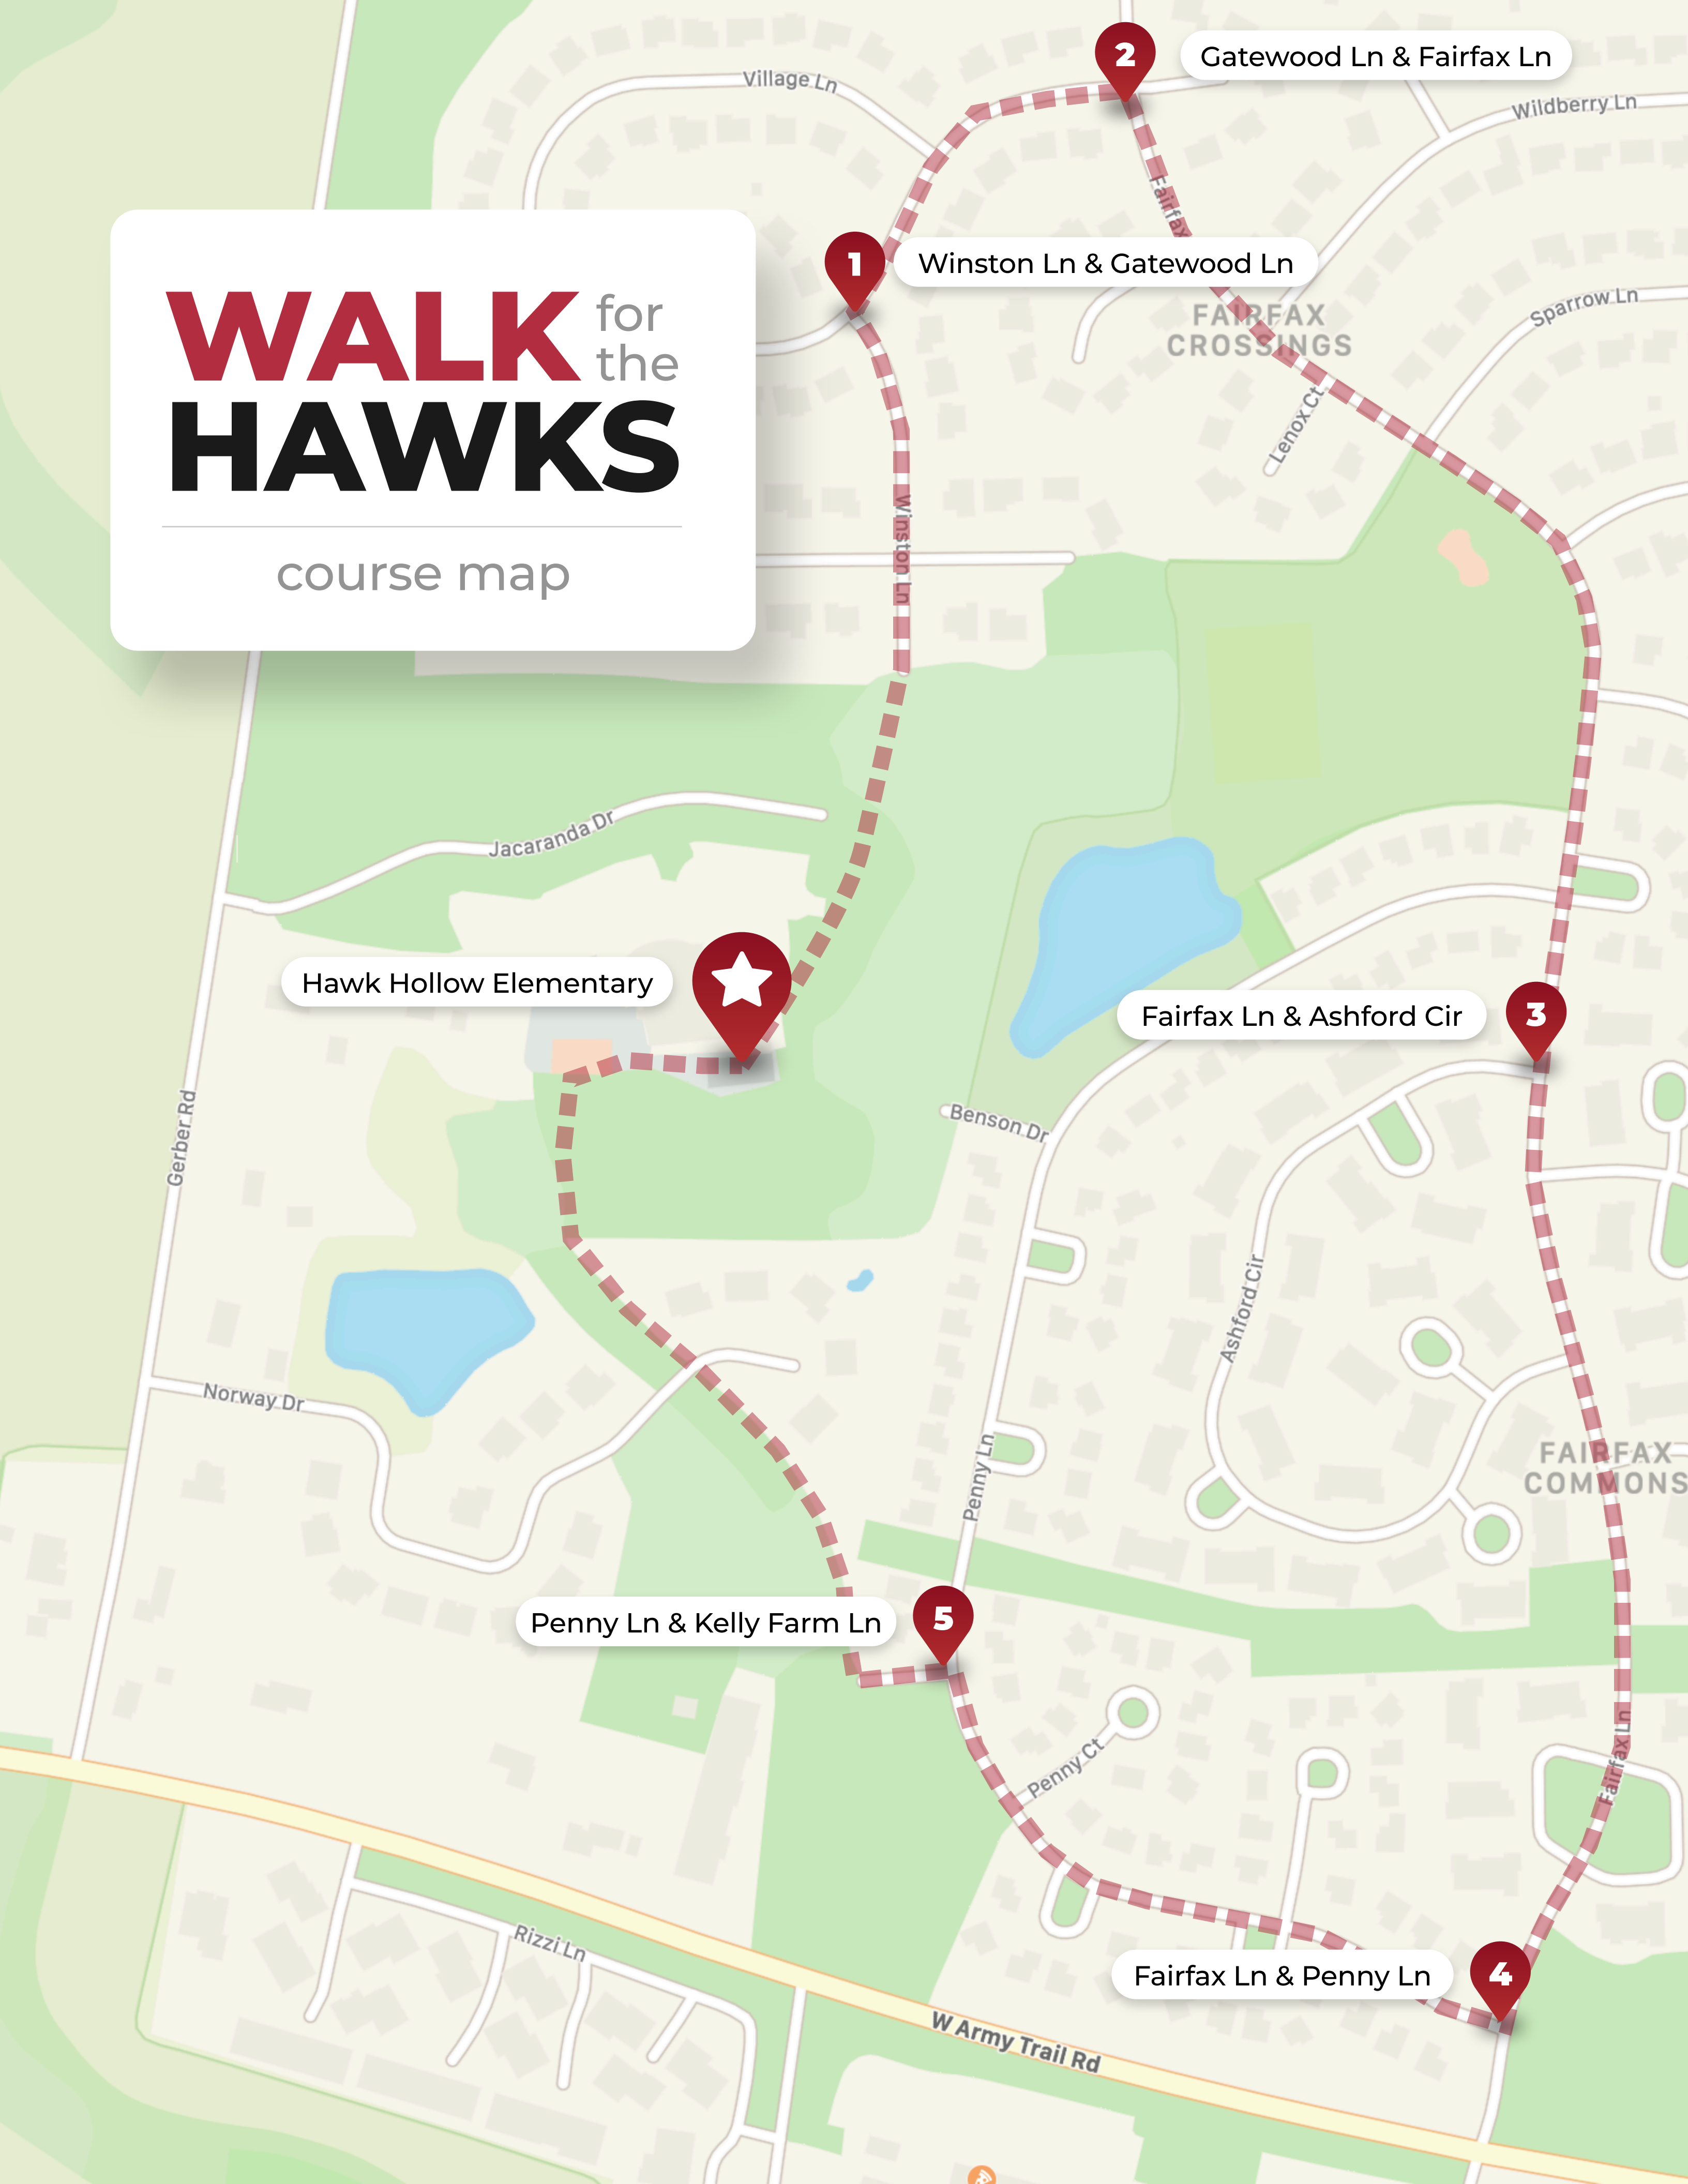 2
Gatewood Ln & Fairfax Ln
Village Ln
Wildberry Ln
Fairfax
1
Winston Ln & Gatewood Ln
WALK for the
HAWKS
course map
FAIRFAX
CROSSINGS
Sparrow Ln
Lenox Ct
Winston Ln
Jacaranda Dr
Hawk Hollow Elementary
Fairfax Ln & Ashford Cir
3
Benson Dr
Gerber Rd
Ashford Cir
Norway Dr
Penny Ln
FAIRFAX
COMMONS
Penny Ln & Kelly Farm Ln
5
Penny Ct
Fairfax Ln
Rizzi Ln
Fairfax Ln & Penny Ln
4
W Army Trail Rd